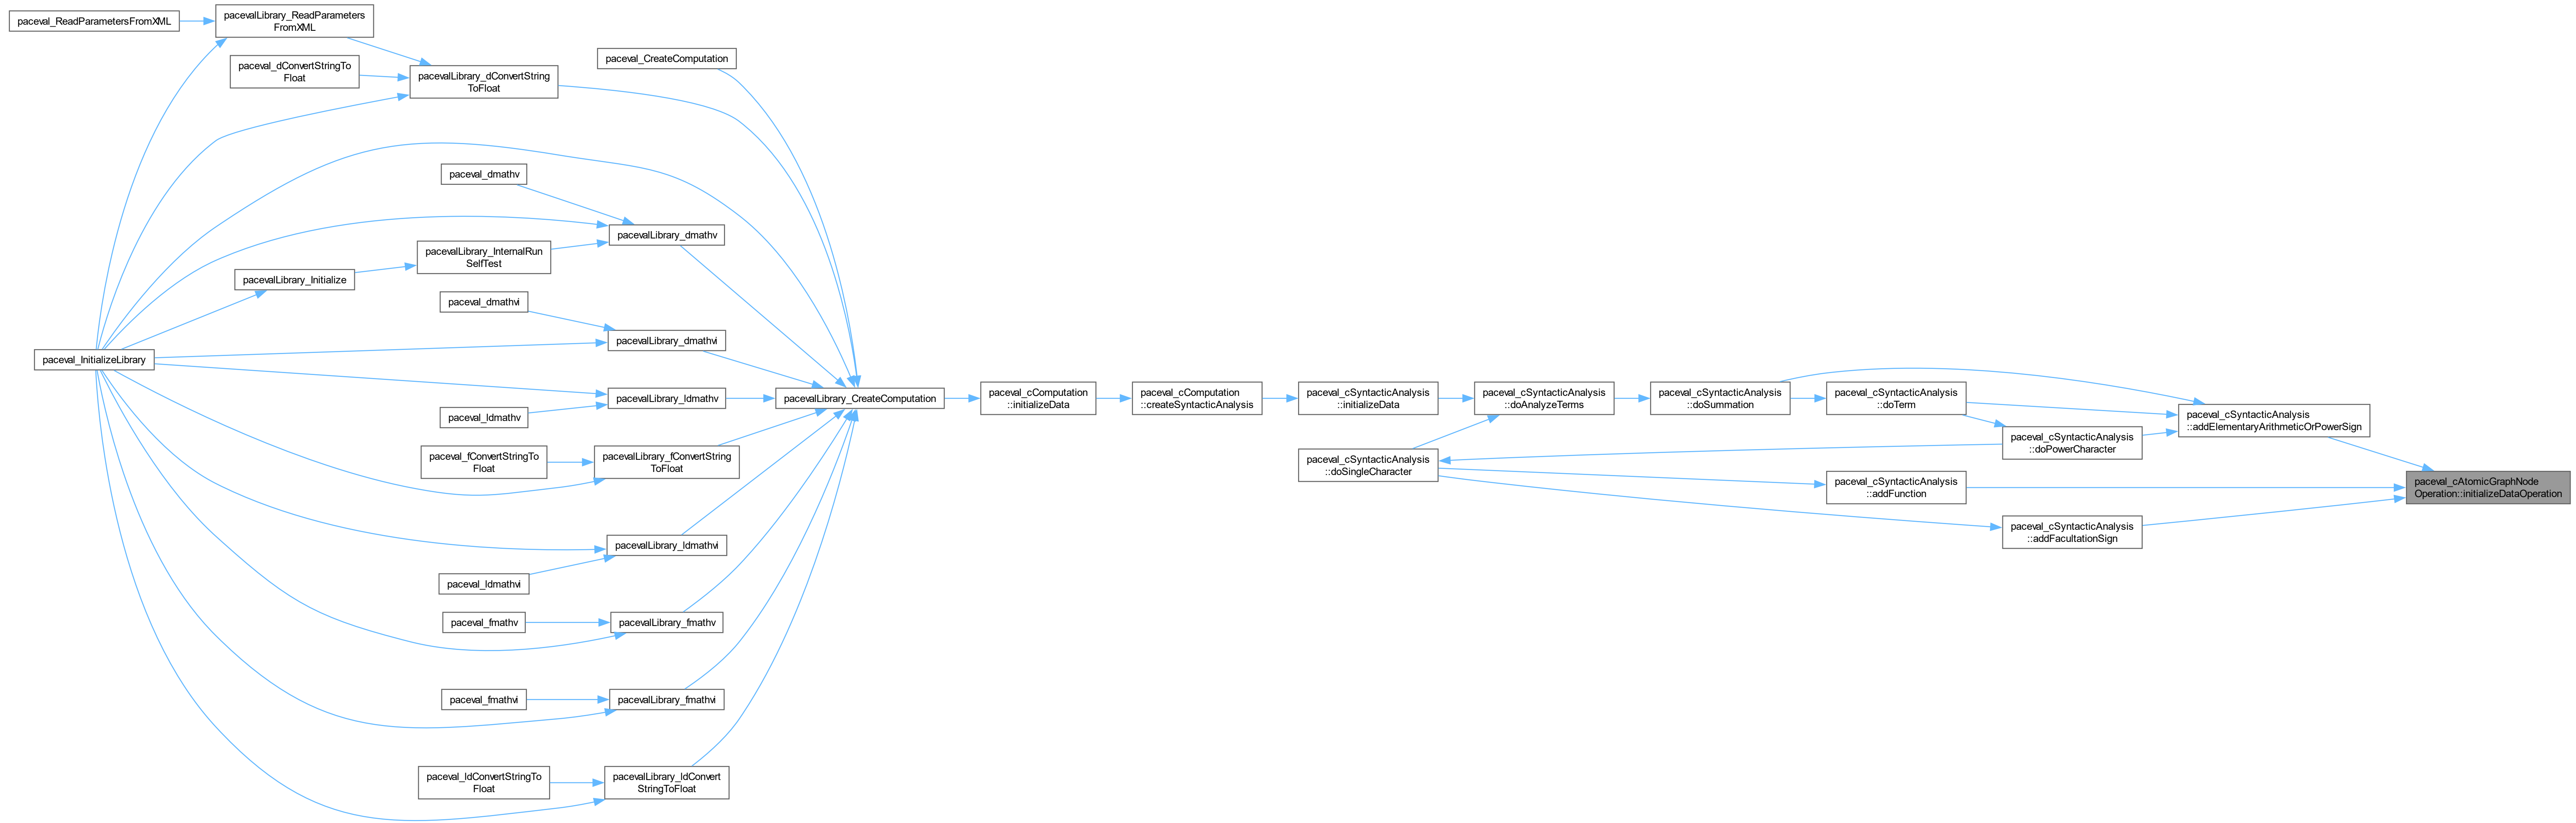 paceval_ReadParametersFromXML
pacevalLibrary_ReadParameters
FromXML
paceval_dConvertStringTo
Float
pacevalLibrary_dConvertString
ToFloat
paceval_CreateComputation
paceval_dmathv
pacevalLibrary_dmathv
pacevalLibrary_InternalRun
SelfTest
pacevalLibrary_Initialize
paceval_dmathvi
pacevalLibrary_dmathvi
paceval_InitializeLibrary
pacevalLibrary_ldmathv
paceval_ldmathv
paceval_fConvertStringTo
Float
pacevalLibrary_fConvertString
ToFloat
pacevalLibrary_ldmathvi
paceval_ldmathvi
paceval_fmathv
pacevalLibrary_fmathv
paceval_fmathvi
pacevalLibrary_fmathvi
paceval_ldConvertStringTo
Float
pacevalLibrary_ldConvert
StringToFloat
pacevalLibrary_CreateComputation
paceval_cComputation
::initializeData
paceval_cComputation
::createSyntacticAnalysis
paceval_cSyntacticAnalysis
::initializeData
paceval_cSyntacticAnalysis
::doAnalyzeTerms
paceval_cSyntacticAnalysis
::doSingleCharacter
paceval_cSyntacticAnalysis
::doSummation
paceval_cSyntacticAnalysis
::doTerm
paceval_cSyntacticAnalysis
::doPowerCharacter
paceval_cSyntacticAnalysis
::addFunction
paceval_cSyntacticAnalysis
::addFacultationSign
paceval_cSyntacticAnalysis
::addElementaryArithmeticOrPowerSign
paceval_cAtomicGraphNode
Operation::initializeDataOperation